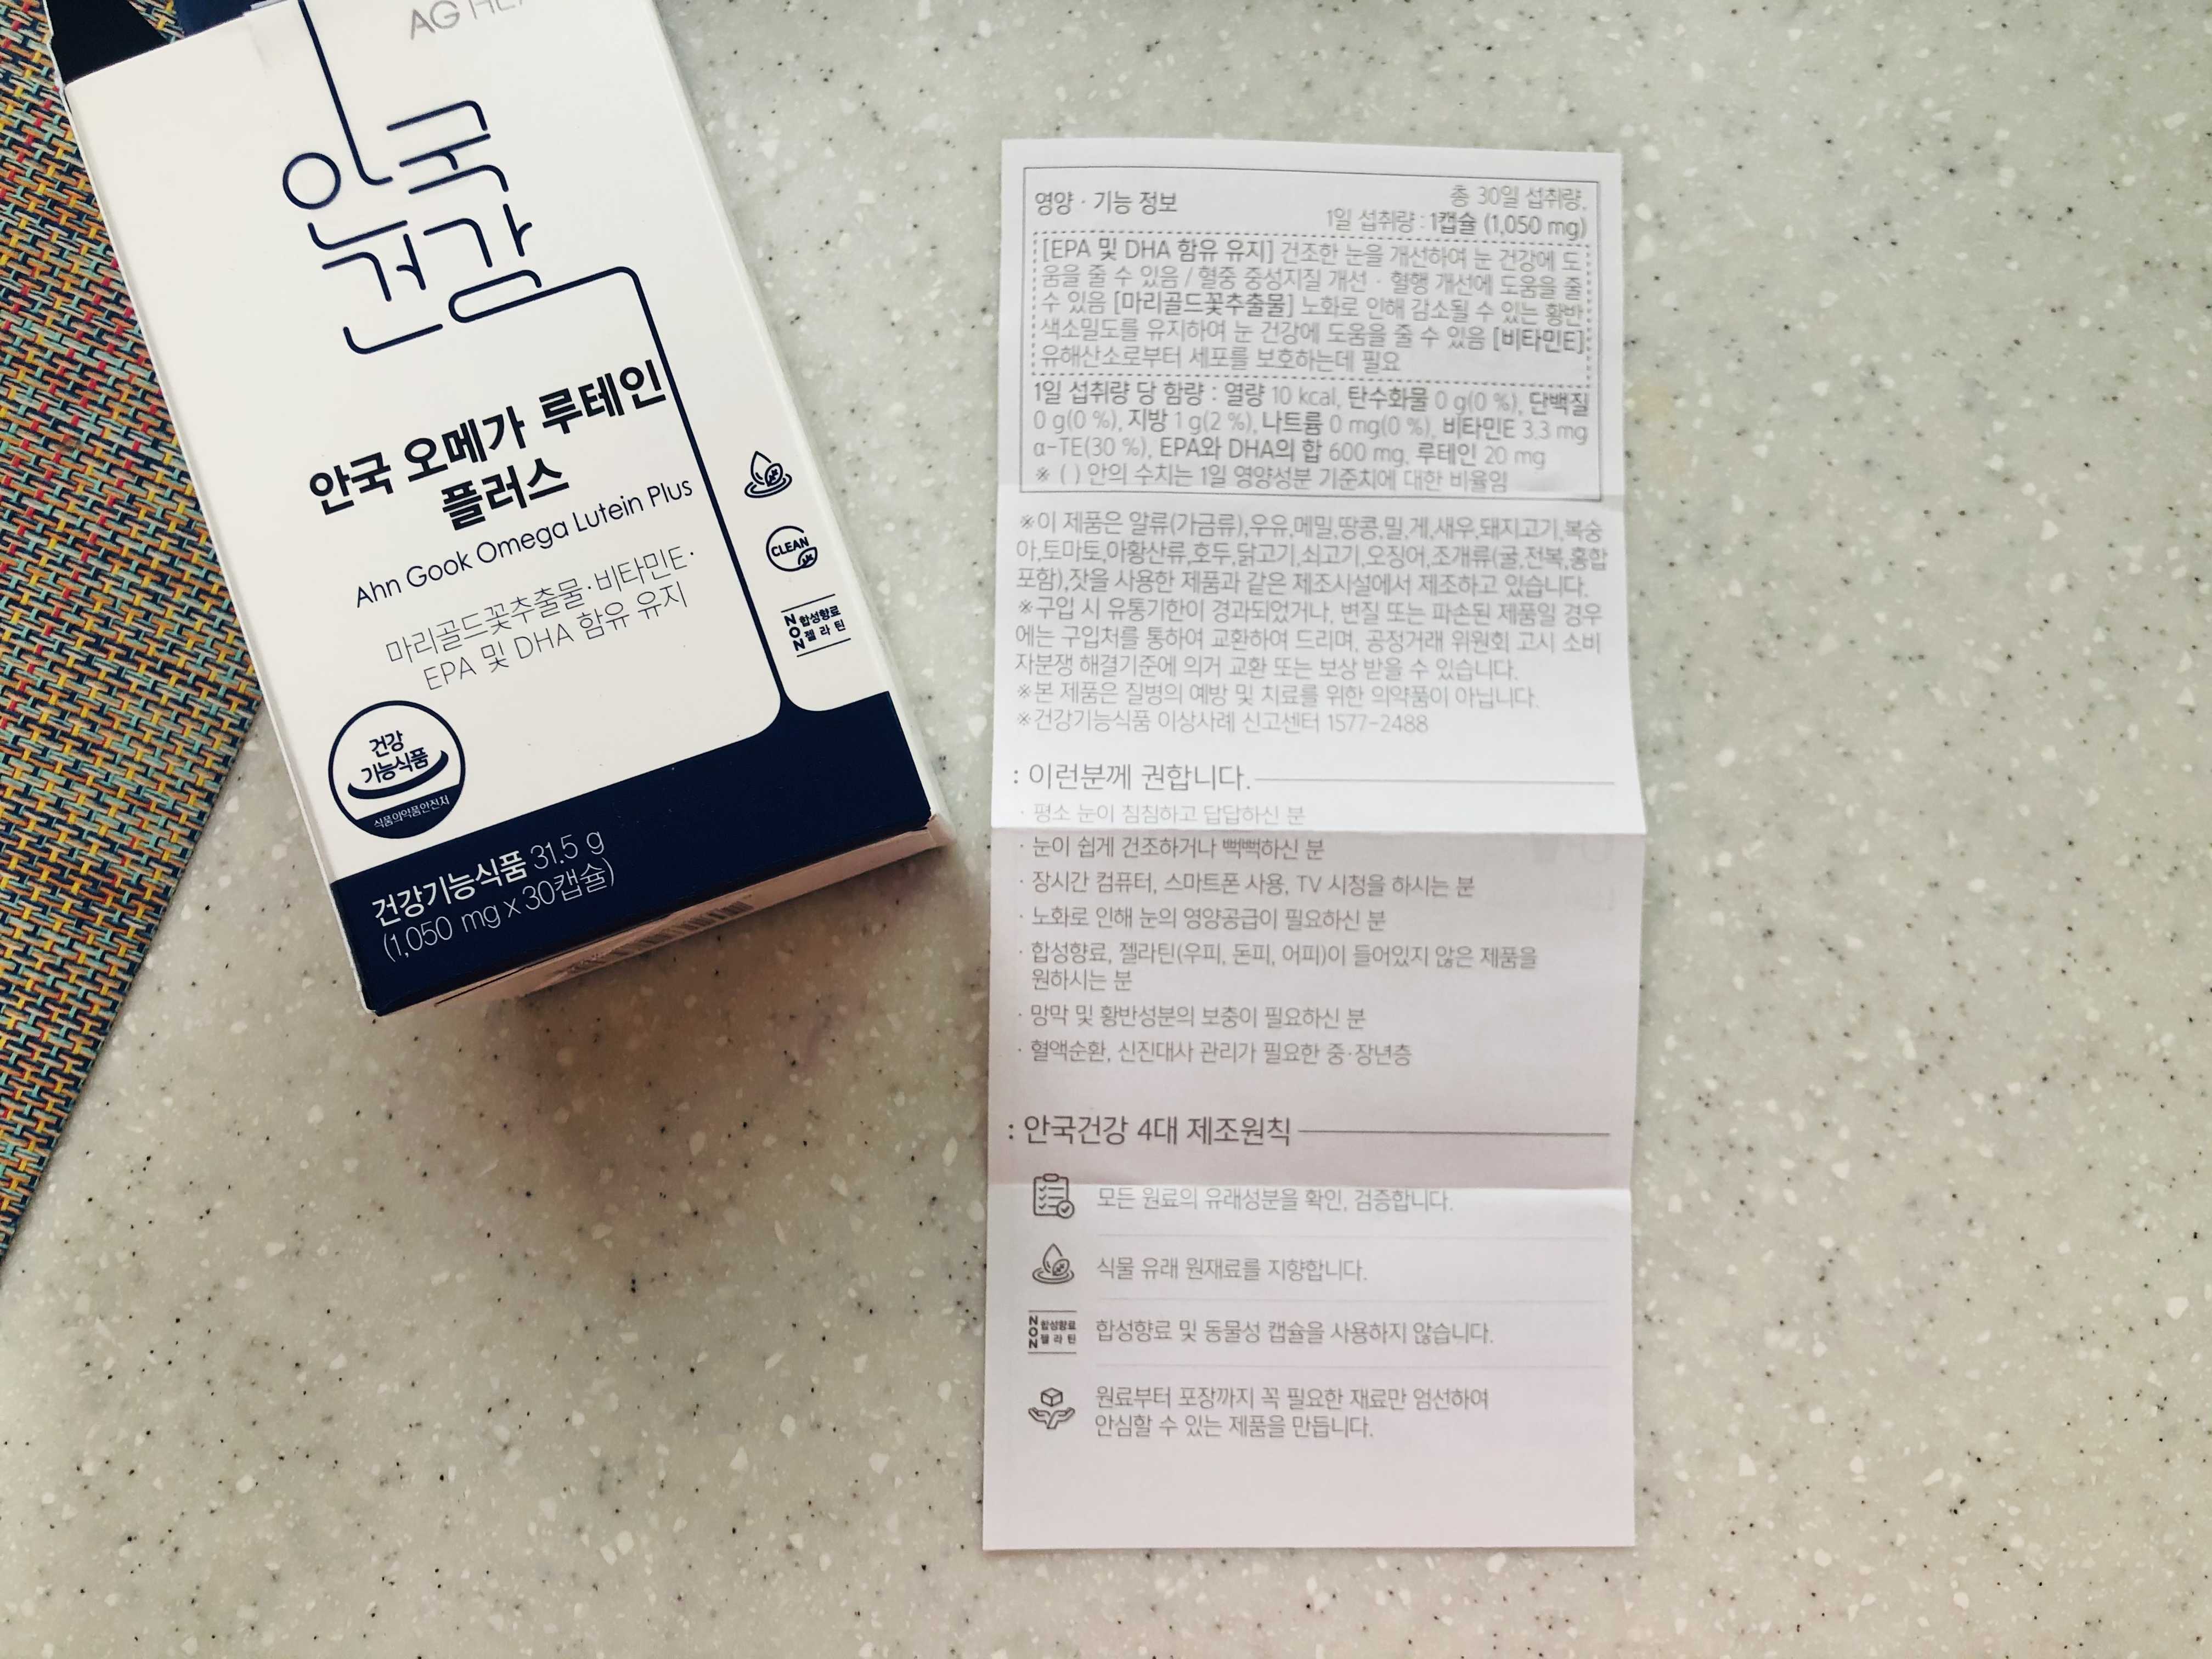 AG
안국
건강
안국 오메가 루테인
플러스
Ahn Gook Omega Lutein Plus
마리골드꽃추출물·비타민E·
EPA 및 DHA 함유 유지
CLEAN
NON 합성향료
젤라틴
건강
기능식품
식품의약품안전처
건강기능식품 31.5 g
(1,050 mg x 30캡슐)
영양 · 기능 정보
총 30일 섭취량,
1일 섭취량 : 1캡슐 (1,050 mg)
[EPA 및 DHA 함유 유지] 건조한 눈을 개선하여 눈 건강에 도
움을 줄 수 있음 / 혈중 중성지질 개선 · 혈행 개선에 도움을 줄
수 있음 [마리골드꽃추출물] 노화로 인해 감소될 수 있는 황반
색소밀도를 유지하여 눈 건강에 도움을 줄 수 있음 [비타민E]
유해산소로부터 세포를 보호하는데 필요
1일 섭취량 당 함량 : 열량 10 kcal, 탄수화물 0 g(0 %), 단백질
0 g(0 %), 지방 1 g(2 %), 나트륨 0 mg(0 %), 비타민E 3.3 mg
α-TE(30 %), EPA와 DHA의 합 600 mg, 루테인 20 mg
※ ( ) 안의 수치는 1일 영양성분 기준치에 대한 비율임
※이 제품은 알류(가금류),우유,메밀,땅콩,밀,게,새우,돼지고기,복숭
아,토마토,아황산류,호두,닭고기,쇠고기,오징어,조개류(굴,전복,홍합
포함),잣을 사용한 제품과 같은 제조시설에서 제조하고 있습니다.
※구입 시 유통기한이 경과되었거나, 변질 또는 파손된 제품일 경우
에는 구입처를 통하여 교환하여 드리며, 공정거래 위원회 고시 소비
자분쟁 해결기준에 의거 교환 또는 보상 받을 수 있습니다.
※본 제품은 질병의 예방 및 치료를 위한 의약품이 아닙니다.
※건강기능식품 이상사례 신고센터 1577-2488
: 이런분께 권합니다.
· 평소 눈이 침침하고 답답하신 분
· 눈이 쉽게 건조하거나 뻑뻑하신 분
· 장시간 컴퓨터, 스마트폰 사용, TV 시청을 하시는 분
· 노화로 인해 눈의 영양공급이 필요하신 분
· 합성향료, 젤라틴(우피, 돈피, 어피)이 들어있지 않은 제품을
원하시는 분
· 망막 및 황반성분의 보충이 필요하신 분
· 혈액순환, 신진대사 관리가 필요한 중·장년층
: 안국건강 4대 제조원칙
모든 원료의 유래성분을 확인, 검증합니다.
식물 유래 원재료를 지향합니다.
NON 합성향료
젤라틴
합성향료 및 동물성 캡슐을 사용하지 않습니다.
원료부터 포장까지 꼭 필요한 재료만 엄선하여
안심할 수 있는 제품을 만듭니다.